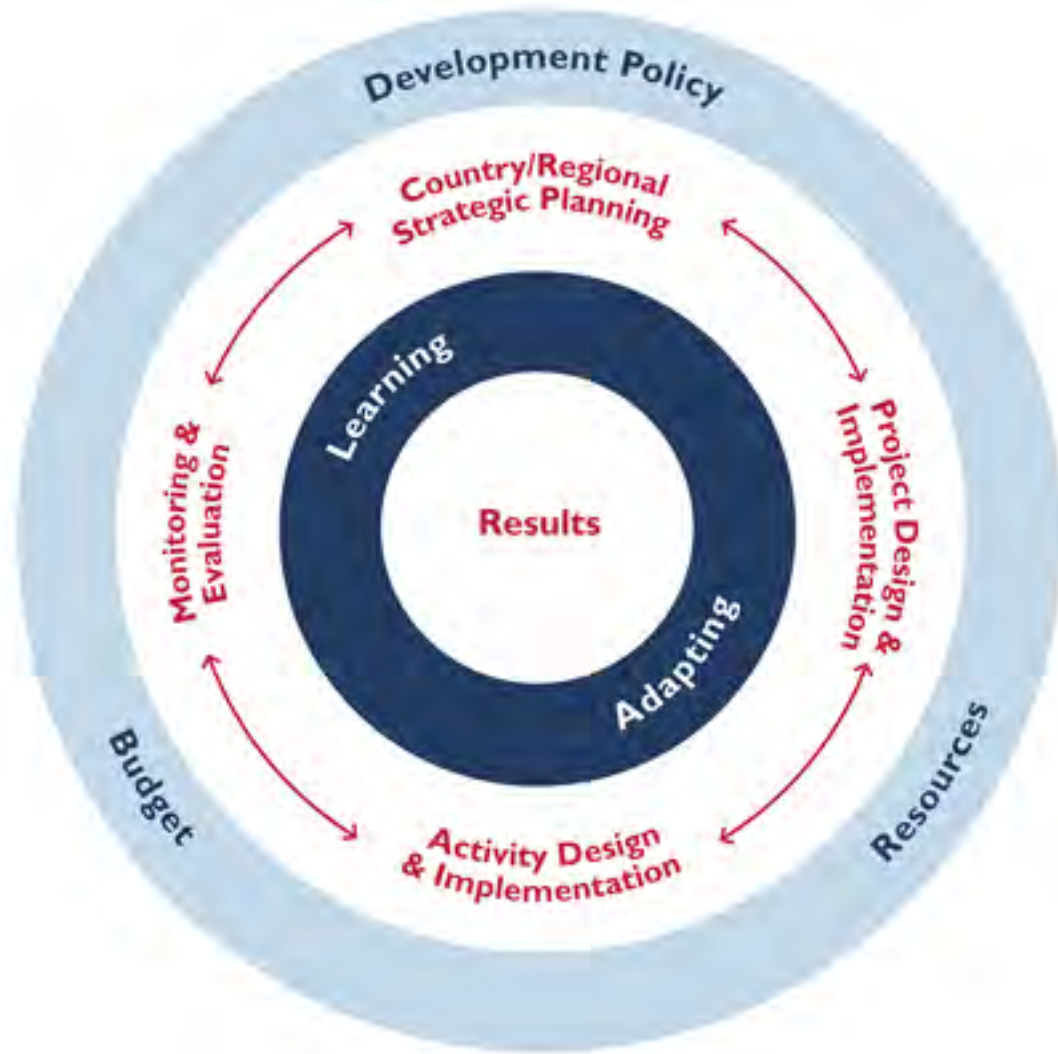 Development Policy
Country/Regional
Strategic Planning
Learning
Monitoring &
Evaluation
Results
Project Design &
Implementation
Adapting
Budget
Resources
Activity Design
& Implementation